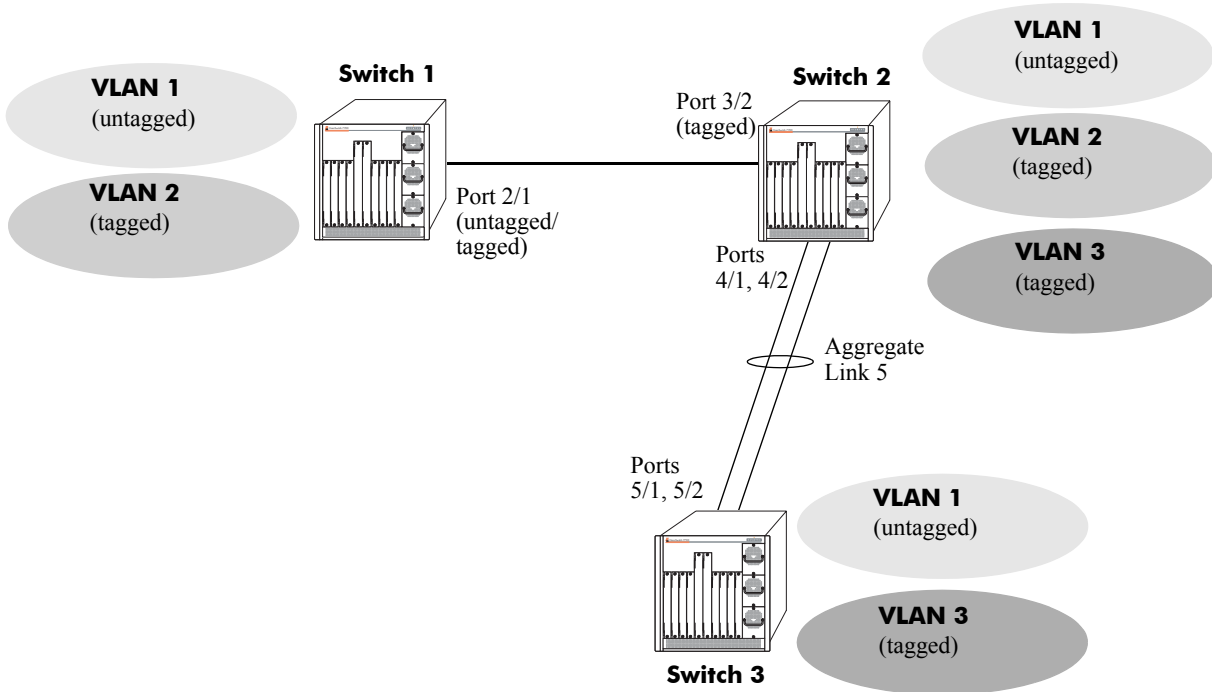 Switch 1
VLAN 1
(untagged)
VLAN 2
(tagged)
Port 2/1
(untagged/
tagged)
Switch 2
Port 3/2
(tagged)
VLAN 1
(untagged)
VLAN 2
(tagged)
VLAN 3
(tagged)
Ports
4/1, 4/2
Aggregate
Link 5
Ports
5/1, 5/2
VLAN 1
(untagged)
VLAN 3
(tagged)
Switch 3